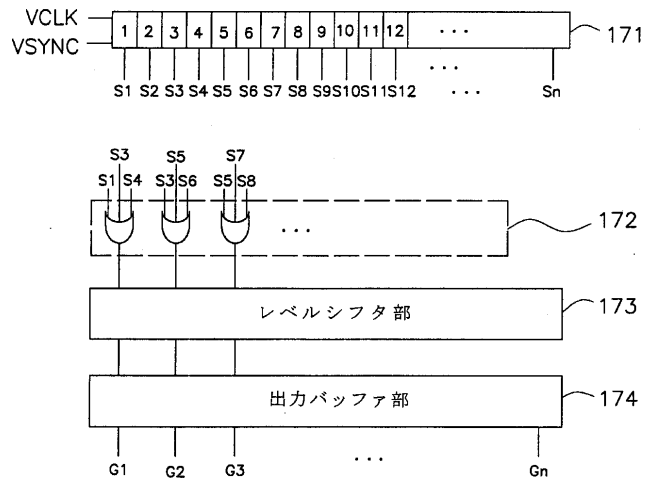 VCLK
VSYNC
1 2 3 4 5 6 7 8 9 10 11 12 ...
171
...
S1 S2 S3 S4 S5 S6 S7 S8 S9 S10 S11 S12 ... Sn
S3 S5 S7
S1 S4 S3 S6 S5 S8
...
172
レベルシフタ部
173
出力バッファ部
174
G1 G2 G3 ... Gn